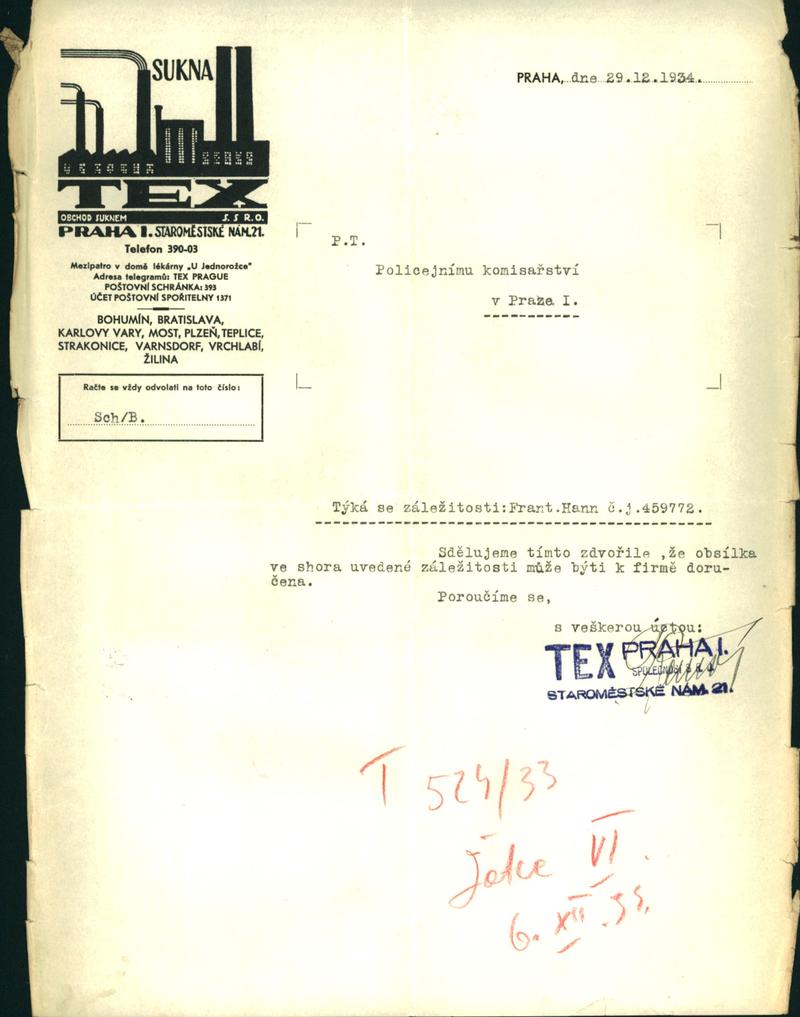 SUKNA
TEX
OBCHOD SUKNEM S. S R.O.
PRAHA I. STAROMĚSTSKÉ NÁM. 21.
Telefon 390-03
Mezipatro v domě lékárny „U Jednorožce"
Adresa telegramů: TEX PRAGUE
POŠTOVNÍ SCHRÁNKA: 393
ÚČET POŠTOVNÍ SPOŘITELNY 1371
BOHUMÍN, BRATISLAVA,
KARLOVY VARY, MOST, PLZEŇ, TEPLICE,
STRAKONICE, VARNSDORF, VRCHLABÍ,
ŽILINA
Račte se vždy odvolati na toto číslo:
Sch/B.
PRAHA, dne 29.12.1934.
P.T.
Policejnímu komisařství
v Praze I.
Týká se záležitosti:Frant.Hann č.j.459772.
Sdělujeme tímto zdvořile ,že obsílka
ve shora uvedené záležitosti může býti k firmě doru-
čena.
Poroučíme se,
s veškerou úctou:
TEX PRAHA I.
SPOLEČNOST S R. O.
STAROMĚSTSKÉ NÁM. 21.
T 524/33
VI.
6. XII.